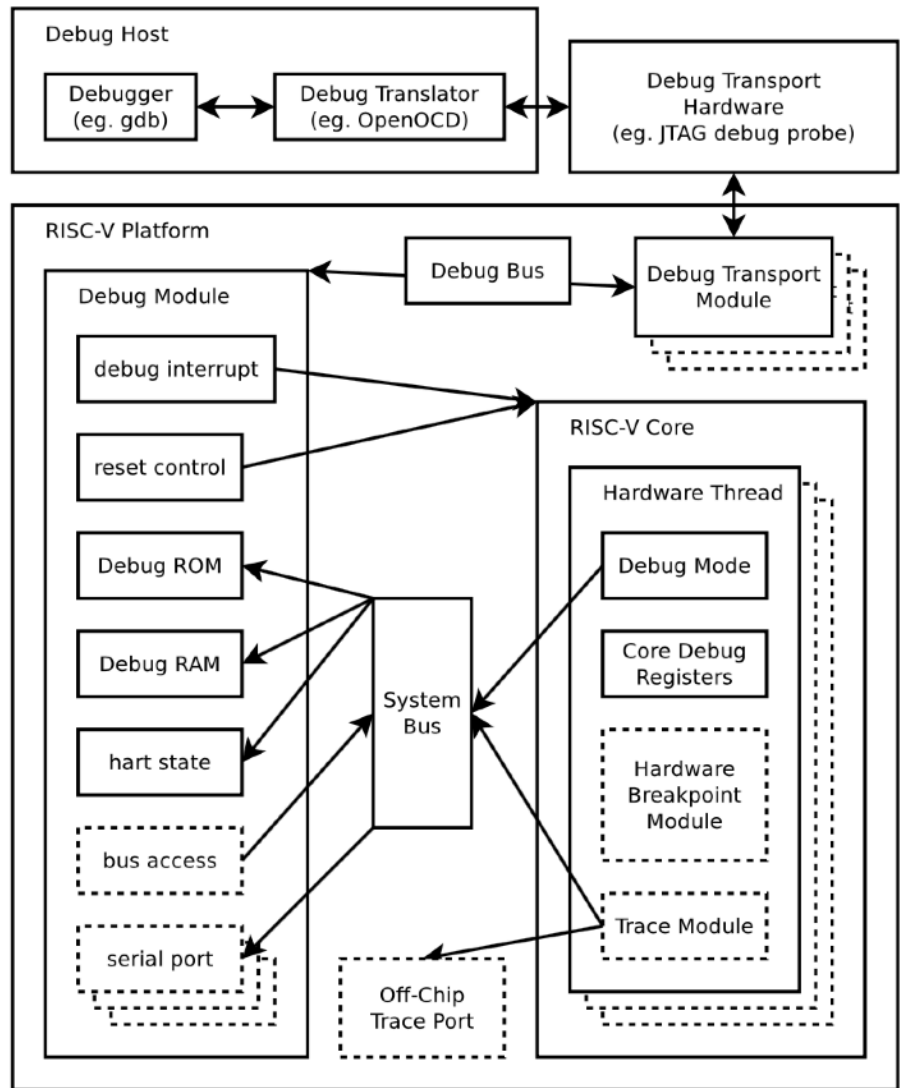 Debug Host
Debugger
(eg. gdb)
Debug Translator
(eg. OpenOCD)
Debug Transport
Hardware
(eg. JTAG debug probe)
RISC-V Platform
Debug Bus
Debug Transport
Module
Debug Module
debug interrupt
reset control
Debug ROM
Debug RAM
hart state
bus access
serial port
System
Bus
Off-Chip
Trace Port
RISC-V Core
Hardware Thread
Debug Mode
Core Debug
Registers
Hardware
Breakpoint
Module
Trace Module